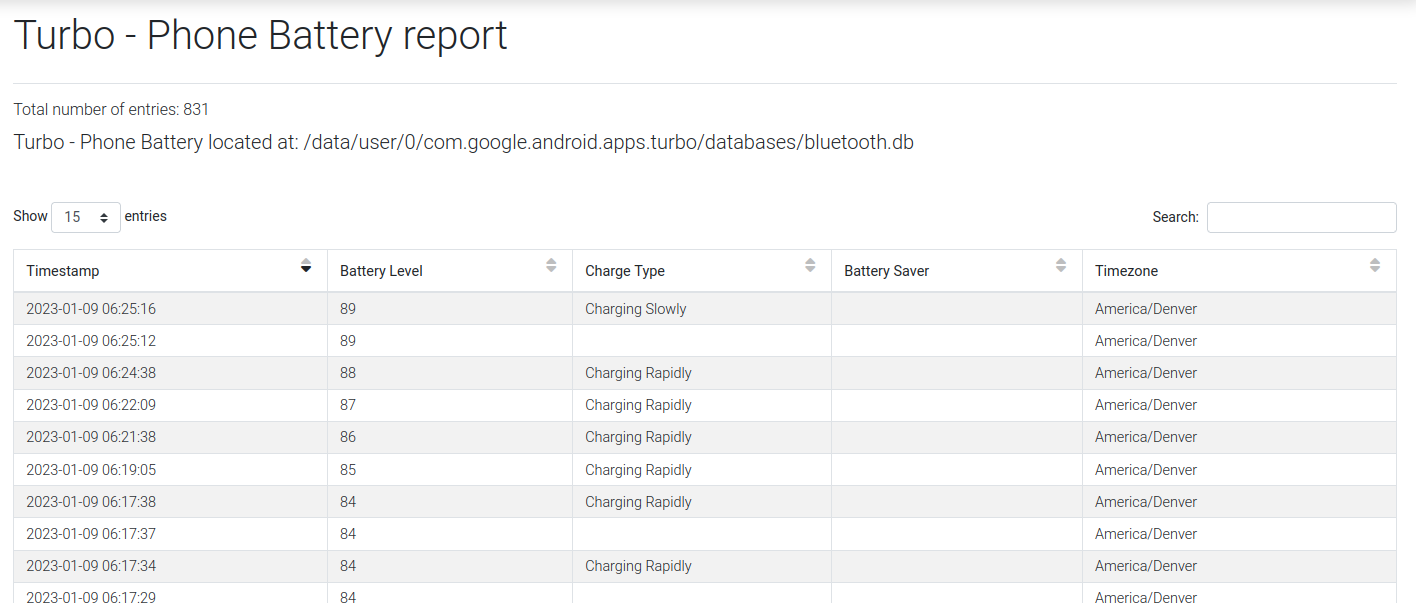 Turbo - Phone Battery report
Total number of entries: 831
Turbo - Phone Battery located at: /data/user/0/com.google.android.apps.turbo/databases/bluetooth.db
Show 15 entries Search:
Timestamp Battery Level Charge Type Battery Saver Timezone
2023-01-09 06:25:16 89 Charging Slowly America/Denver
2023-01-09 06:25:12 89 America/Denver
2023-01-09 06:24:38 88 Charging Rapidly America/Denver
2023-01-09 06:22:09 87 Charging Rapidly America/Denver
2023-01-09 06:21:38 86 Charging Rapidly America/Denver
2023-01-09 06:19:05 85 Charging Rapidly America/Denver
2023-01-09 06:17:38 84 Charging Rapidly America/Denver
2023-01-09 06:17:37 84 America/Denver
2023-01-09 06:17:34 84 Charging Rapidly America/Denver
2023-01-09 06:17:29 84 America/Denver